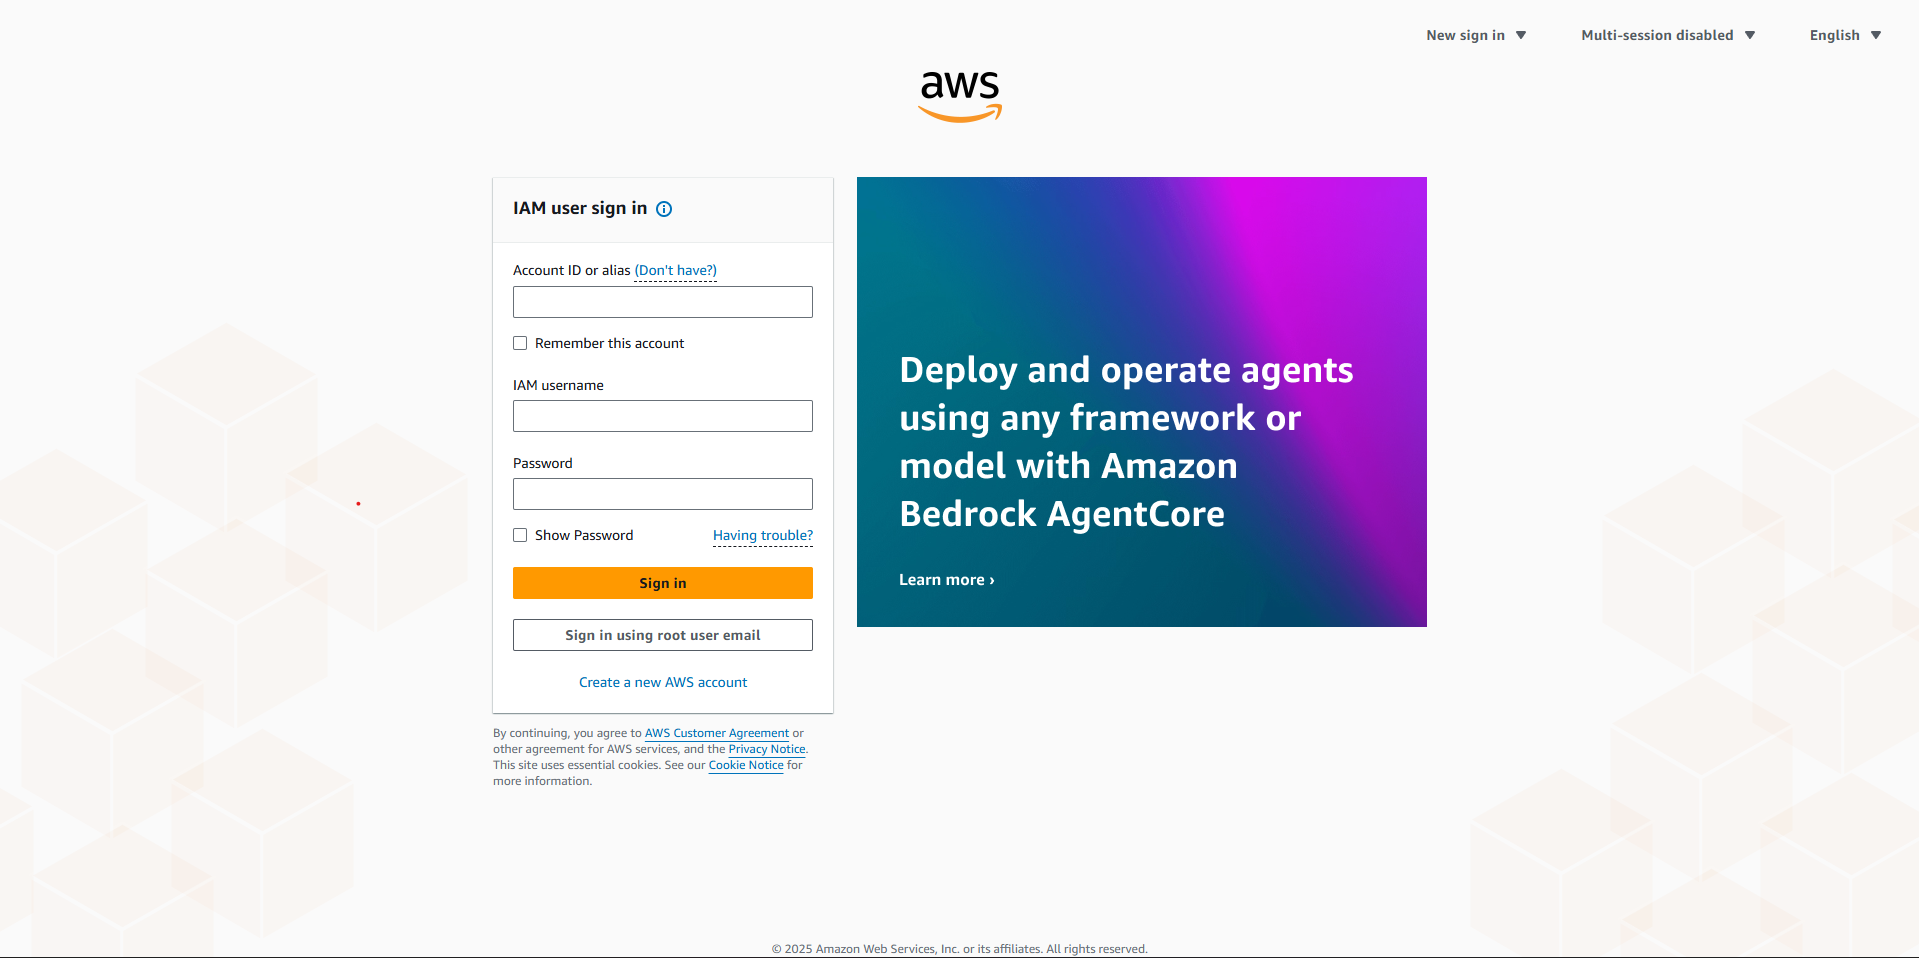 New sign in
Multi-session disabled
English
aws
IAM user sign in
Account ID or alias (Don't have?)
Remember this account
IAM username
Password
Show Password
Having trouble?
Sign in
Sign in using root user email
Create a new AWS account
By continuing, you agree to AWS Customer Agreement or
other agreement for AWS services, and the Privacy Notice.
This site uses essential cookies. See our Cookie Notice for
more information.
Deploy and operate agents
using any framework or
model with Amazon
Bedrock AgentCore
Learn more ›
© 2025 Amazon Web Services, Inc. or its affiliates. All rights reserved.